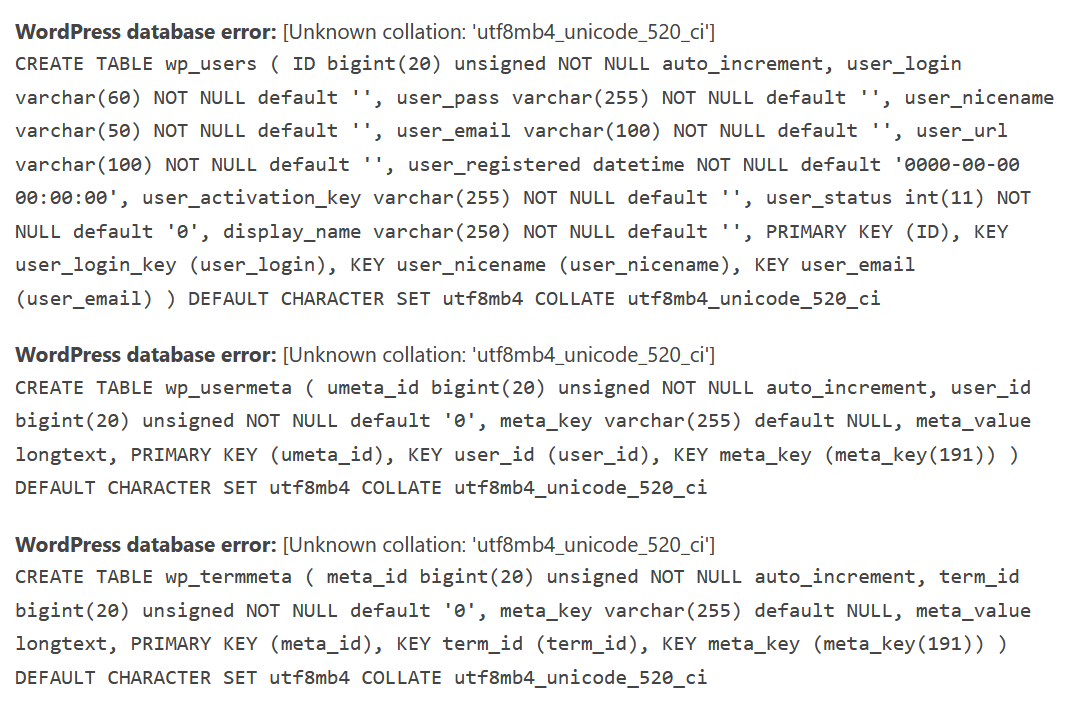 WordPress database error: [Unknown collation: 'utf8mb4_unicode_520_ci']
CREATE TABLE wp_users ( ID bigint(20) unsigned NOT NULL auto_increment, user_login
varchar(60) NOT NULL default '', user_pass varchar(255) NOT NULL default '', user_nicename
varchar(50) NOT NULL default '', user_email varchar(100) NOT NULL default '', user_url
varchar(100) NOT NULL default '', user_registered datetime NOT NULL default '0000-00-00
00:00:00', user_activation_key varchar(255) NOT NULL default '', user_status int(11) NOT
NULL default '0', display_name varchar(250) NOT NULL default '', PRIMARY KEY (ID), KEY
user_login_key (user_login), KEY user_nicename (user_nicename), KEY user_email
(user_email) ) DEFAULT CHARACTER SET utf8mb4 COLLATE utf8mb4_unicode_520_ci
WordPress database error: [Unknown collation: 'utf8mb4_unicode_520_ci']
CREATE TABLE wp_usermeta ( umeta_id bigint(20) unsigned NOT NULL auto_increment, user_id
bigint(20) unsigned NOT NULL default '0', meta_key varchar(255) default NULL, meta_value
longtext, PRIMARY KEY (umeta_id), KEY user_id (user_id), KEY meta_key (meta_key(191)) )
DEFAULT CHARACTER SET utf8mb4 COLLATE utf8mb4_unicode_520_ci
WordPress database error: [Unknown collation: 'utf8mb4_unicode_520_ci']
CREATE TABLE wp_termmeta ( meta_id bigint(20) unsigned NOT NULL auto_increment, term_id
bigint(20) unsigned NOT NULL default '0', meta_key varchar(255) default NULL, meta_value
longtext, PRIMARY KEY (meta_id), KEY term_id (term_id), KEY meta_key (meta_key(191)) )
DEFAULT CHARACTER SET utf8mb4 COLLATE utf8mb4_unicode_520_ci